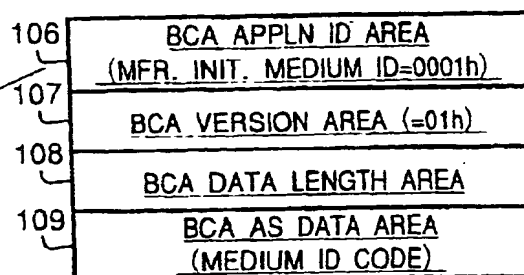 106
BCA APPLN ID AREA
(MFR. INIT. MEDIUM ID=0001h)
107
BCA VERSION AREA (=01h)
108
BCA DATA LENGTH AREA
109
BCA AS DATA AREA
(MEDIUM ID CODE)